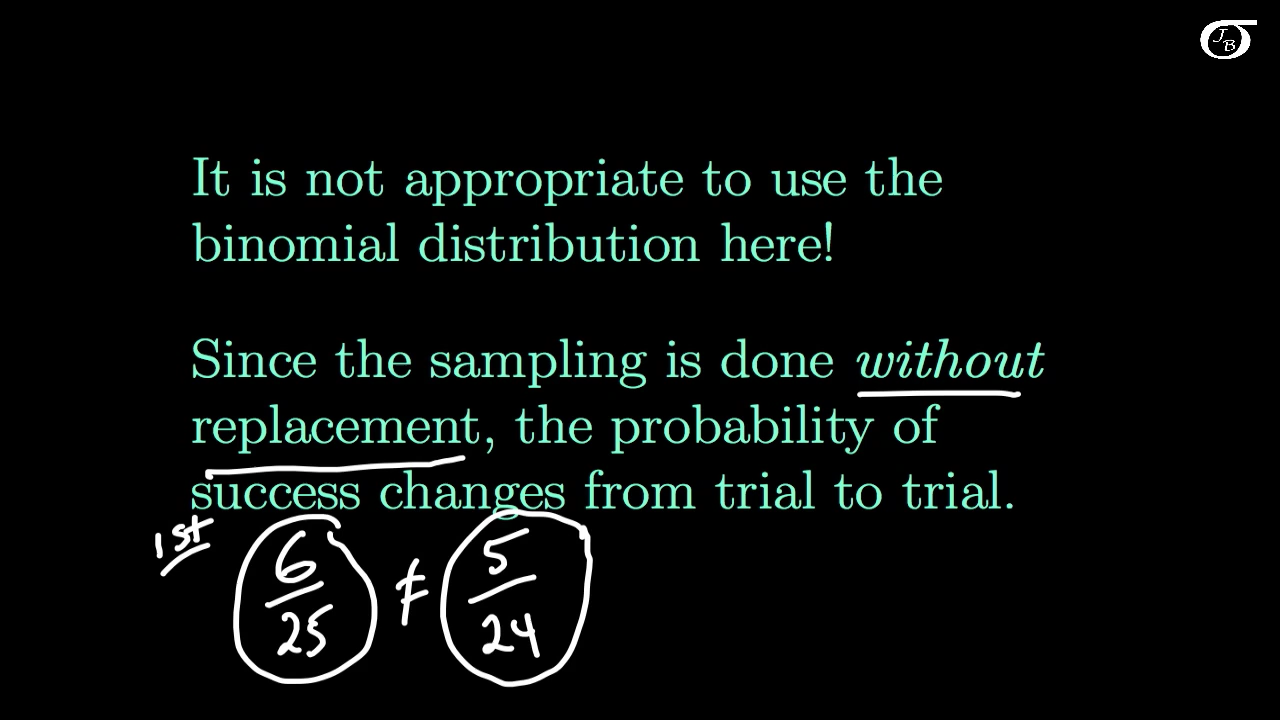 JB
It is not appropriate to use the
binomial distribution here!
Since the sampling is done without
replacement, the probability of
success changes from trial to trial.
1st 6/25 ≠ 5/24